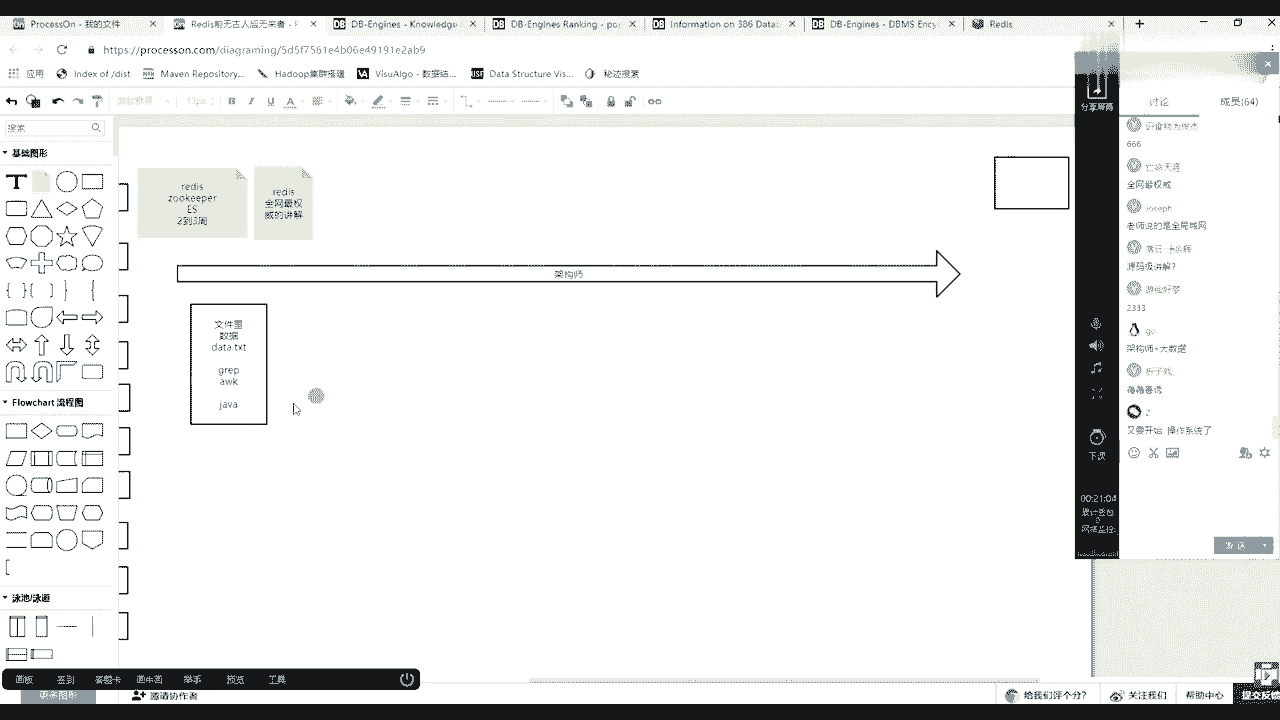 ProcessOn - 我的文件
Redis前无古人后无来者 - F
DB-Engines - Knowledge
DB-Engines Ranking - po
Information on 386 Data
DB-Engines - DBMS Ency
Redis
https://processon.com/diagraming/5d5f7561e4b06e49191e2ab9
应用
Index of /dist
Maven Repository...
Hadoop集群搭建
VisuAlgo - 数据结...
Data Structure Vis...
秘迹搜索
13px
分享屏幕
讨论
成员(64)
搜索
基础图形
redis
zookeeper
ES
2到3周
redis
全网最权
威的讲解
架构师
文件里
数据
data.txt
grep
awk
java
666
全网最权威
joseph
老师说的是全局域网
源码级讲解?
2333
go
架构师+大数据
又要开始 操作系统了
下课
00:21:04
发 送
Flowchart 流程图
泳池/泳道
画板
签到
答题卡
画中画
举手
预览
工具
更多图形
邀请协作者
给我们评个分?
关注我们
帮助中心
提交反馈